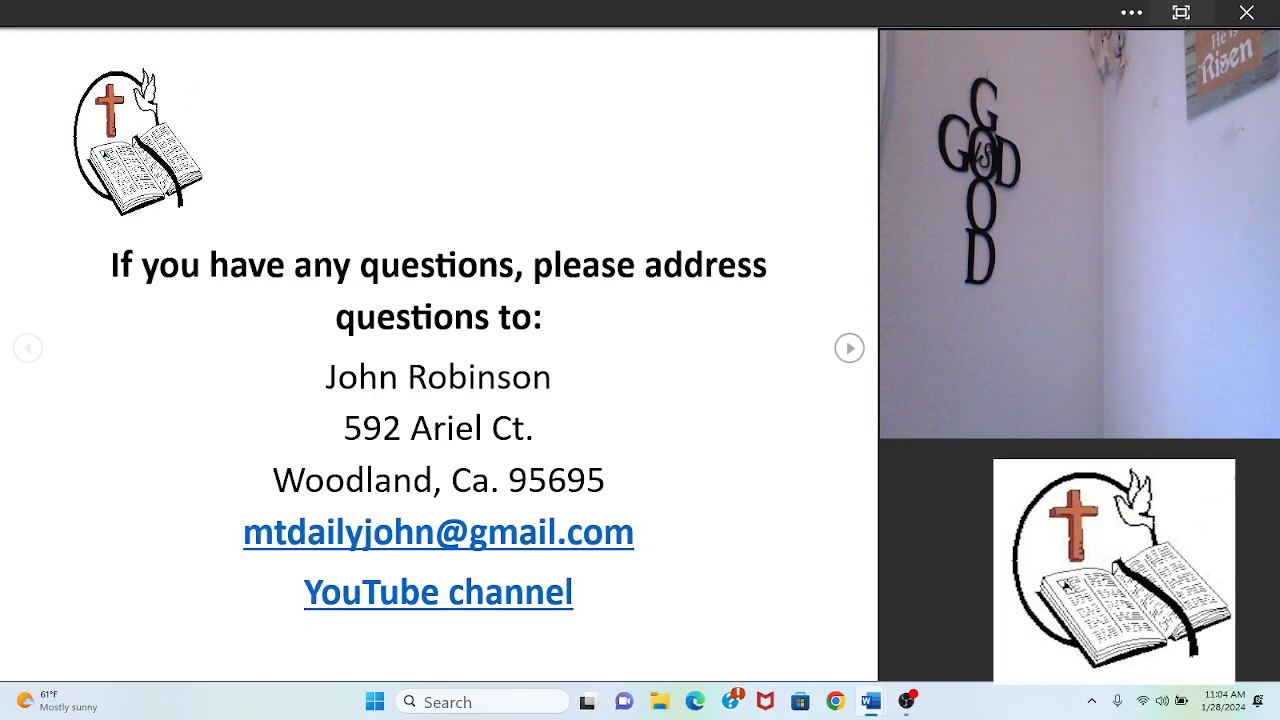 If you have any questions, please address
questions to:
John Robinson
592 Ariel Ct.
Woodland, Ca. 95695
mtdailyjohn@gmail.com
YouTube channel
He is
Risen
GOD
is
GOOD
61°F
Mostly sunny
Search
11:04 AM
1/28/2024